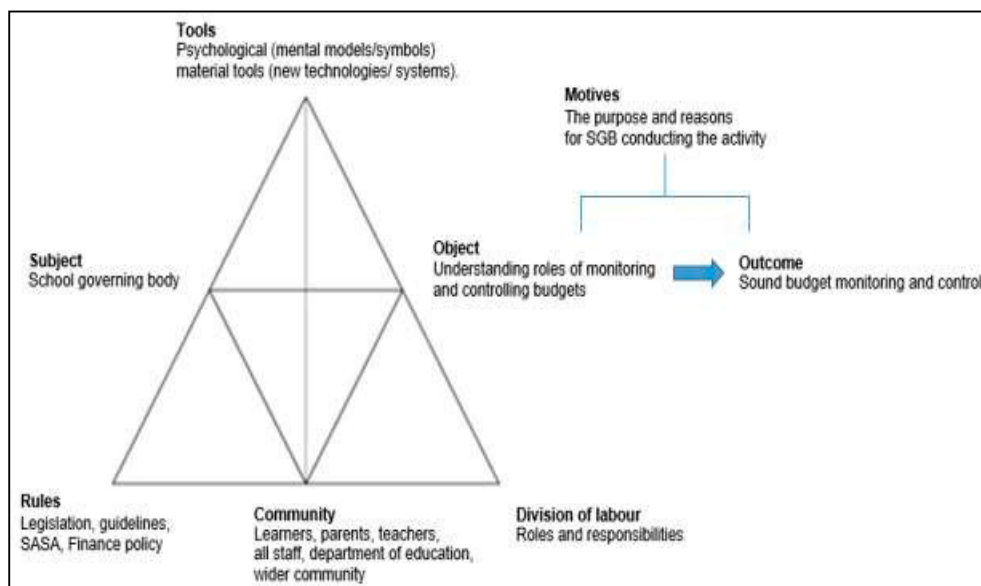 Tools
Psychological (mental models/symbols)
material tools (new technologies/ systems).
Motives
The purpose and reasons
for SGB conducting the activity
Subject
School governing body
Object
Understanding roles of monitoring
and controlling budgets
Outcome
Sound budget monitoring and control
Rules
Legislation, guidelines,
SASA, Finance policy
Community
Learners, parents, teachers,
all staff, department of education,
wider community
Division of labour
Roles and responsibilities